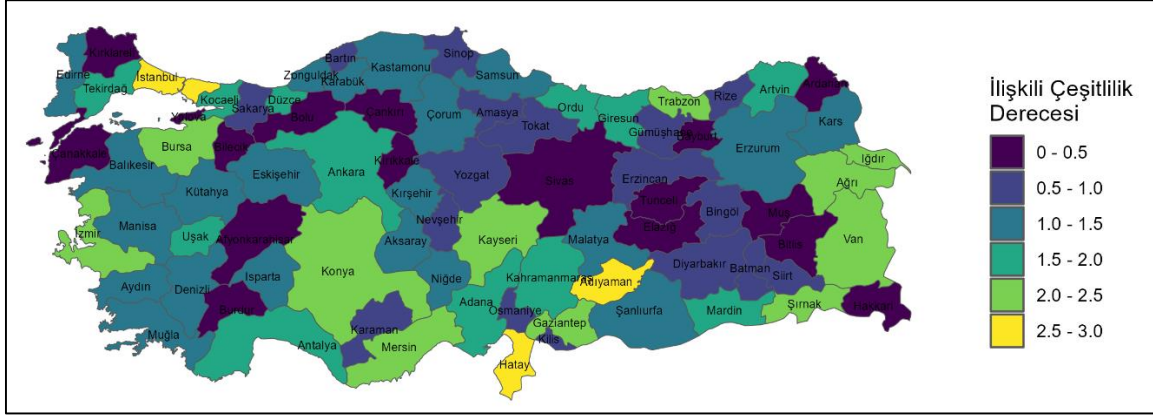 Kırklareli
Edirne
Tekirdağ
İstanbul
Kocaeli
Yalova
Sakarya
Düzce
Zonguldak
Bartın
Karabük
Kastamonu
Sinop
Samsun
Bolu
Çankırı
Çorum
Amasya
Tokat
Ordu
Giresun
Trabzon
Gümüşhane
Bayburt
Rize
Artvin
Ardahan
Kars
Erzurum
Iğdır
Ağrı
Çanakkale
Balıkesir
Bursa
Bilecik
Kütahya
Eskişehir
Ankara
Kırıkkale
Kırşehir
Yozgat
Sivas
Erzincan
Tunceli
Bingöl
Muş
Bitlis
Van
Elazığ
İzmir
Manisa
Uşak
Afyonkarahisar
Konya
Aksaray
Nevşehir
Kayseri
Malatya
Diyarbakır
Batman
Siirt
Şırnak
Hakkari
Mardin
Şanlıurfa
Adıyaman
Kahramanmaraş
Osmaniye
Gaziantep
Kilis
Hatay
Adana
Niğde
Mersin
Karaman
Antalya
Isparta
Burdur
Denizli
Aydın
Muğla
İlişkili Çeşitlilik
Derecesi
0 - 0.5
0.5 - 1.0
1.0 - 1.5
1.5 - 2.0
2.0 - 2.5
2.5 - 3.0